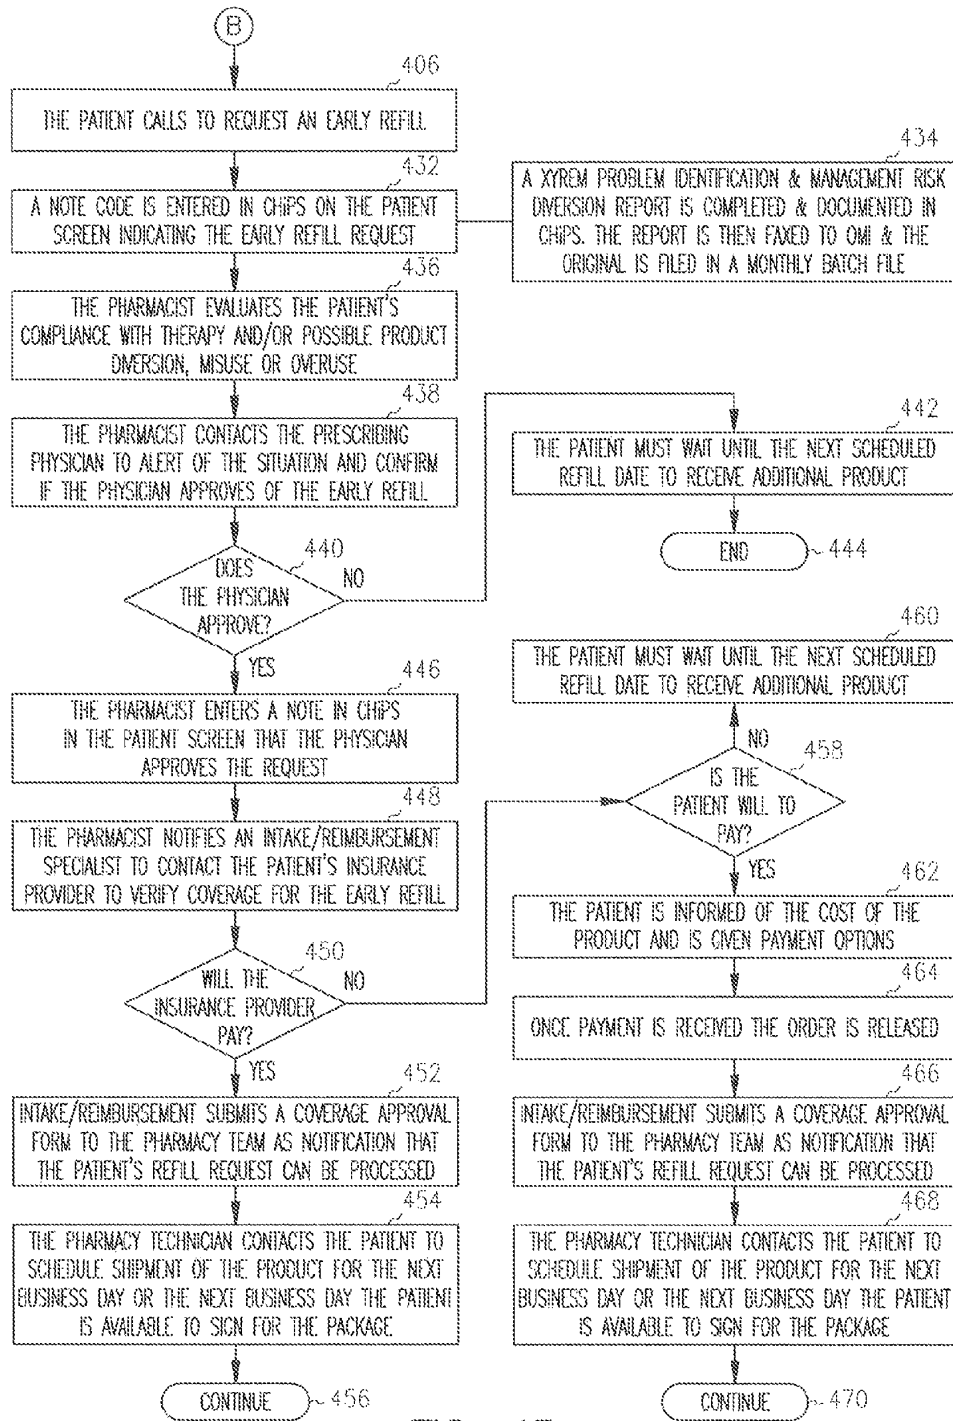 B
406
THE PATIENT CALLS TO REQUEST AN EARLY REFILL
432
A NOTE CODE IS ENTERED IN CHiPS ON THE PATIENT
SCREEN INDICATING THE EARLY REFILL REQUEST
434
A XYREM PROBLEM IDENTIFICATION & MANAGEMENT RISK
DIVERSION REPORT IS COMPLETED & DOCUMENTED IN
CHiPS. THE REPORT IS THEN FAXED TO OMI & THE
ORIGINAL IS FILED IN A MONTHLY BATCH FILE
436
THE PHARMACIST EVALUATES THE PATIENT'S
COMPLIANCE WITH THERAPY AND/OR POSSIBLE PRODUCT
DIVERSION, MISUSE OR OVERUSE
438
THE PHARMACIST CONTACTS THE PRESCRIBING
PHYSICIAN TO ALERT OF THE SITUATION AND CONFIRM
IF THE PHYSICIAN APPROVES OF THE EARLY REFILL
440
DOES
THE PHYSICIAN
APPROVE?
NO
YES
442
THE PATIENT MUST WAIT UNTIL THE NEXT SCHEDULED
REFILL DATE TO RECEIVE ADDITIONAL PRODUCT
END
444
446
THE PHARMACIST ENTERS A NOTE IN CHiPS
IN THE PATIENT SCREEN THAT THE PHYSICIAN
APPROVES THE REQUEST
448
THE PHARMACIST NOTIFIES AN INTAKE/REIMBURSEMENT
SPECIALIST TO CONTACT THE PATIENT'S INSURANCE
PROVIDER TO VERIFY COVERAGE FOR THE EARLY REFILL
450
WILL THE
INSURANCE PROVIDER
PAY?
NO
YES
452
INTAKE/REIMBURSEMENT SUBMITS A COVERAGE APPROVAL
FORM TO THE PHARMACY TEAM AS NOTIFICATION THAT
THE PATIENT'S REFILL REQUEST CAN BE PROCESSED
454
THE PHARMACY TECHNICIAN CONTACTS THE PATIENT TO
SCHEDULE SHIPMENT OF THE PRODUCT FOR THE NEXT
BUSINESS DAY OR THE NEXT BUSINESS DAY THE PATIENT
IS AVAILABLE TO SIGN FOR THE PACKAGE
CONTINUE
456
460
THE PATIENT MUST WAIT UNTIL THE NEXT SCHEDULED
REFILL DATE TO RECEIVE ADDITIONAL PRODUCT
NO
458
IS THE
PATIENT WILL TO
PAY?
YES
462
THE PATIENT IS INFORMED OF THE COST OF THE
PRODUCT AND IS GIVEN PAYMENT OPTIONS
464
ONCE PAYMENT IS RECEIVED THE ORDER IS RELEASED
466
INTAKE/REIMBURSEMENT SUBMITS A COVERAGE APPROVAL
FORM TO THE PHARMACY TEAM AS NOTIFICATION THAT
THE PATIENT'S REFILL REQUEST CAN BE PROCESSED
468
THE PHARMACY TECHNICIAN CONTACTS THE PATIENT TO
SCHEDULE SHIPMENT OF THE PRODUCT FOR THE NEXT
BUSINESS DAY OR THE NEXT BUSINESS DAY THE PATIENT
IS AVAILABLE TO SIGN FOR THE PACKAGE
CONTINUE
470